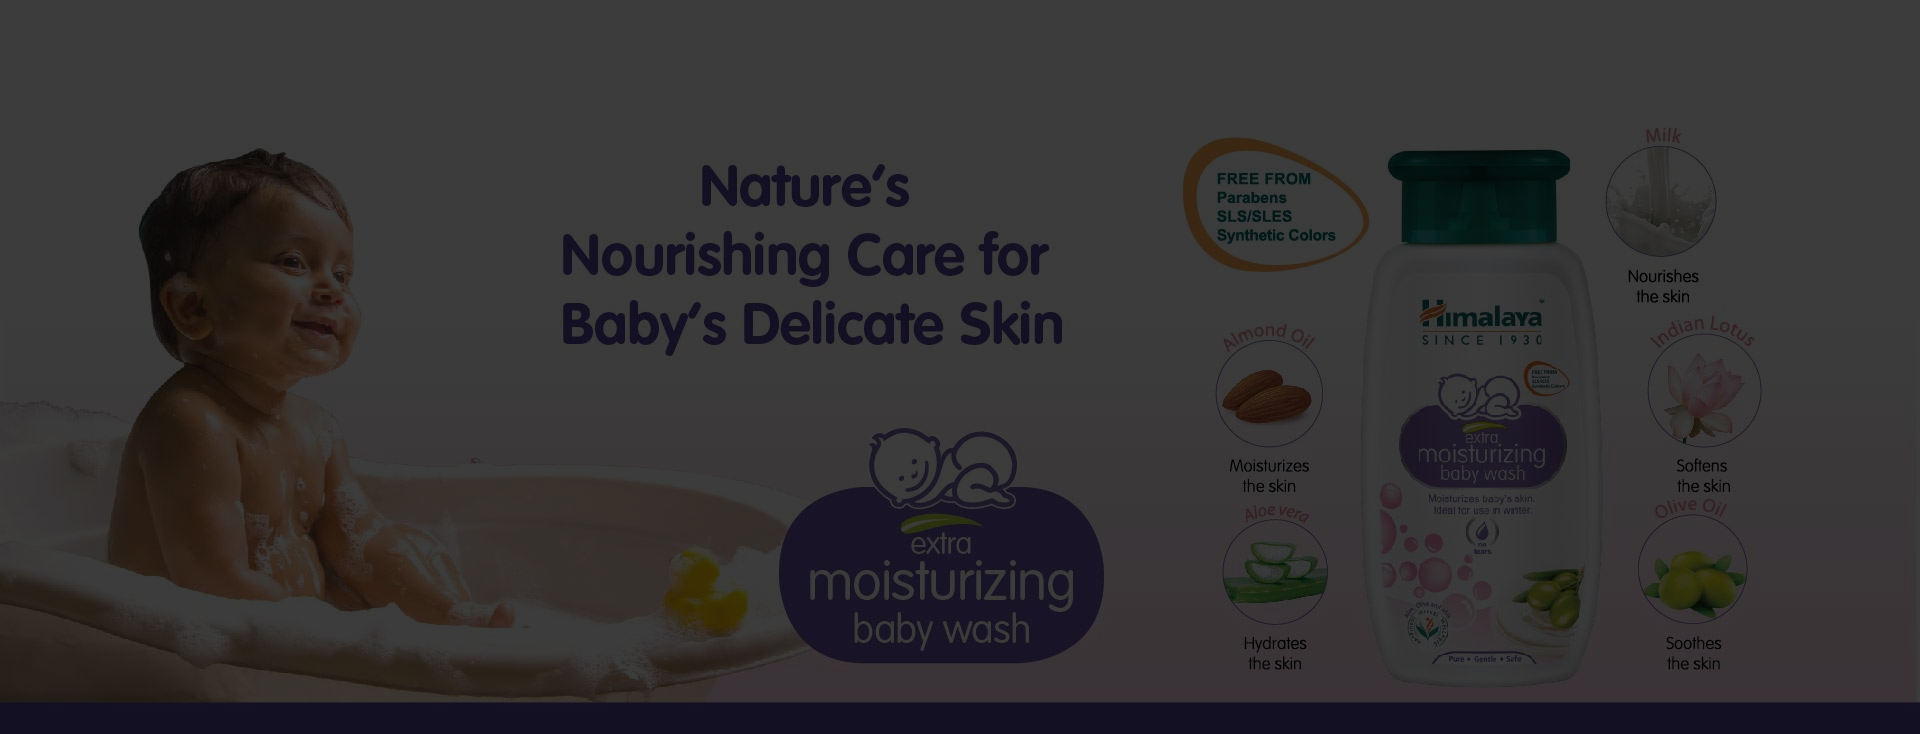 Nature's
Nourishing Care for
Baby's Delicate Skin
extra
moisturizing
baby wash
FREE FROM
Parabens
SLS/SLES
Synthetic Colors
Almond Oil
Moisturizes
the skin
Aloe vera
Hydrates
the skin
Himalaya
SINCE 1930
extra
moisturizing
baby wash
Moisturizes baby's skin.
Ideal for use in winter.
no
tears
Pure • Gentle • Safe
Milk
Nourishes
the skin
Indian Lotus
Softens
the skin
Olive Oil
Soothes
the skin